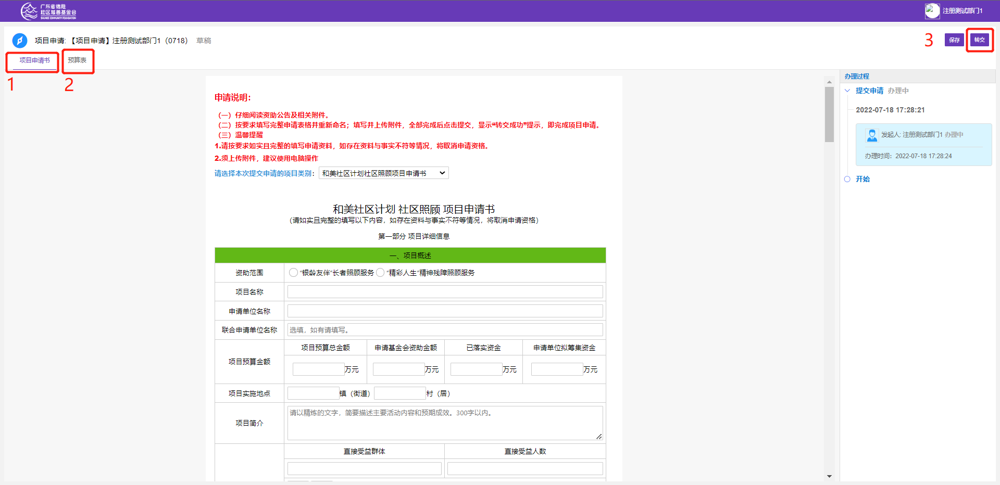 广东省德胜
社区慈善基金会
SHUNDE COMMUNITY FOUNDATION
注册测试部门1
项目申请: 【项目申请】注册测试部门1（0718） 草稿
3 保存 转交
项目申请书 预算表
1 2
办理过程
提交申请 办理中
2022-07-18 17:28:21
发起人: 注册测试部门1 办理中
办理时间：2022-07-18 17:28:24
开始
申请说明：
（一）仔细阅读资助公告及相关附件。
（二）按要求填写完整申请表格并重新命名；填写并上传附件，全部完成后点击提交，显示“转交成功”提示，即完成项目申请。
（三）温馨提醒
1.请按要求如实且完整的填写申请资料，如存在资料与事实不符等情况，将取消申请资格。
2.须上传附件，建议使用电脑操作
请选择本次提交申请的项目类别： 和美社区计划社区照顾项目申请书
和美社区计划 社区照顾 项目申请书
（请如实且完整的填写以下内容，如存在资料与事实不符等情况，将取消申请资格）
第一部分 项目详细信息
一、项目概述
资助范围 “银龄友伴”长者照顾服务 “精彩人生”精神残障照顾服务
项目名称
申请单位名称
联合申请单位名称 选填，如有请填写。
项目预算总金额 申请基金会资助金额 已落实资金 申请单位拟筹集资金
项目预算金额
万元 万元 万元 万元
项目实施地点 镇（街道） 村（居）
项目简介 请以精炼的文字，简要描述主要活动内容和预期成效。300字以内。
直接受益群体 直接受益人数